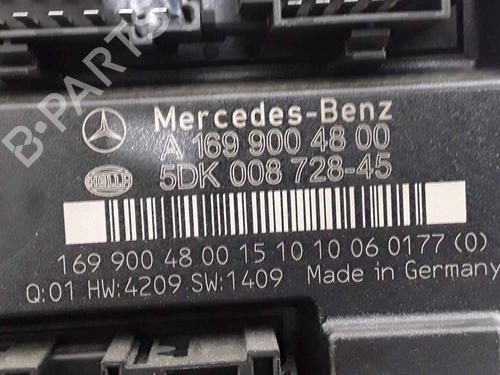 Mercedes-Benz
A 169 900 48 00
HELLA
5DK 008 728-45
169 900 48 00 15 10 10 06 0177 (0)
Q:01 HW:4209 SW:1409 Made in Germany
B-PARTS